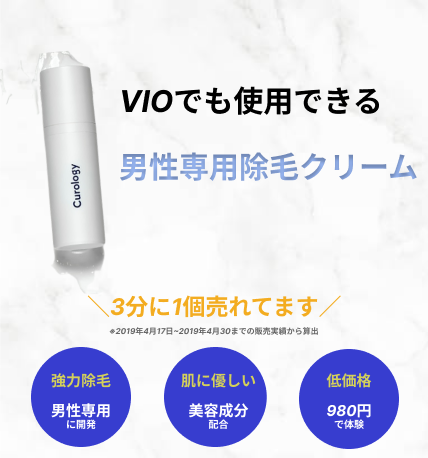 VIOでも使用できる
男性専用除毛クリーム
Curology
＼3分に1個売れてます／
※2019年4月17日~2019年4月30までの販売実績から算出
強力除毛
男性専用
に開発
肌に優しい
美容成分
配合
低価格
980円
で体験